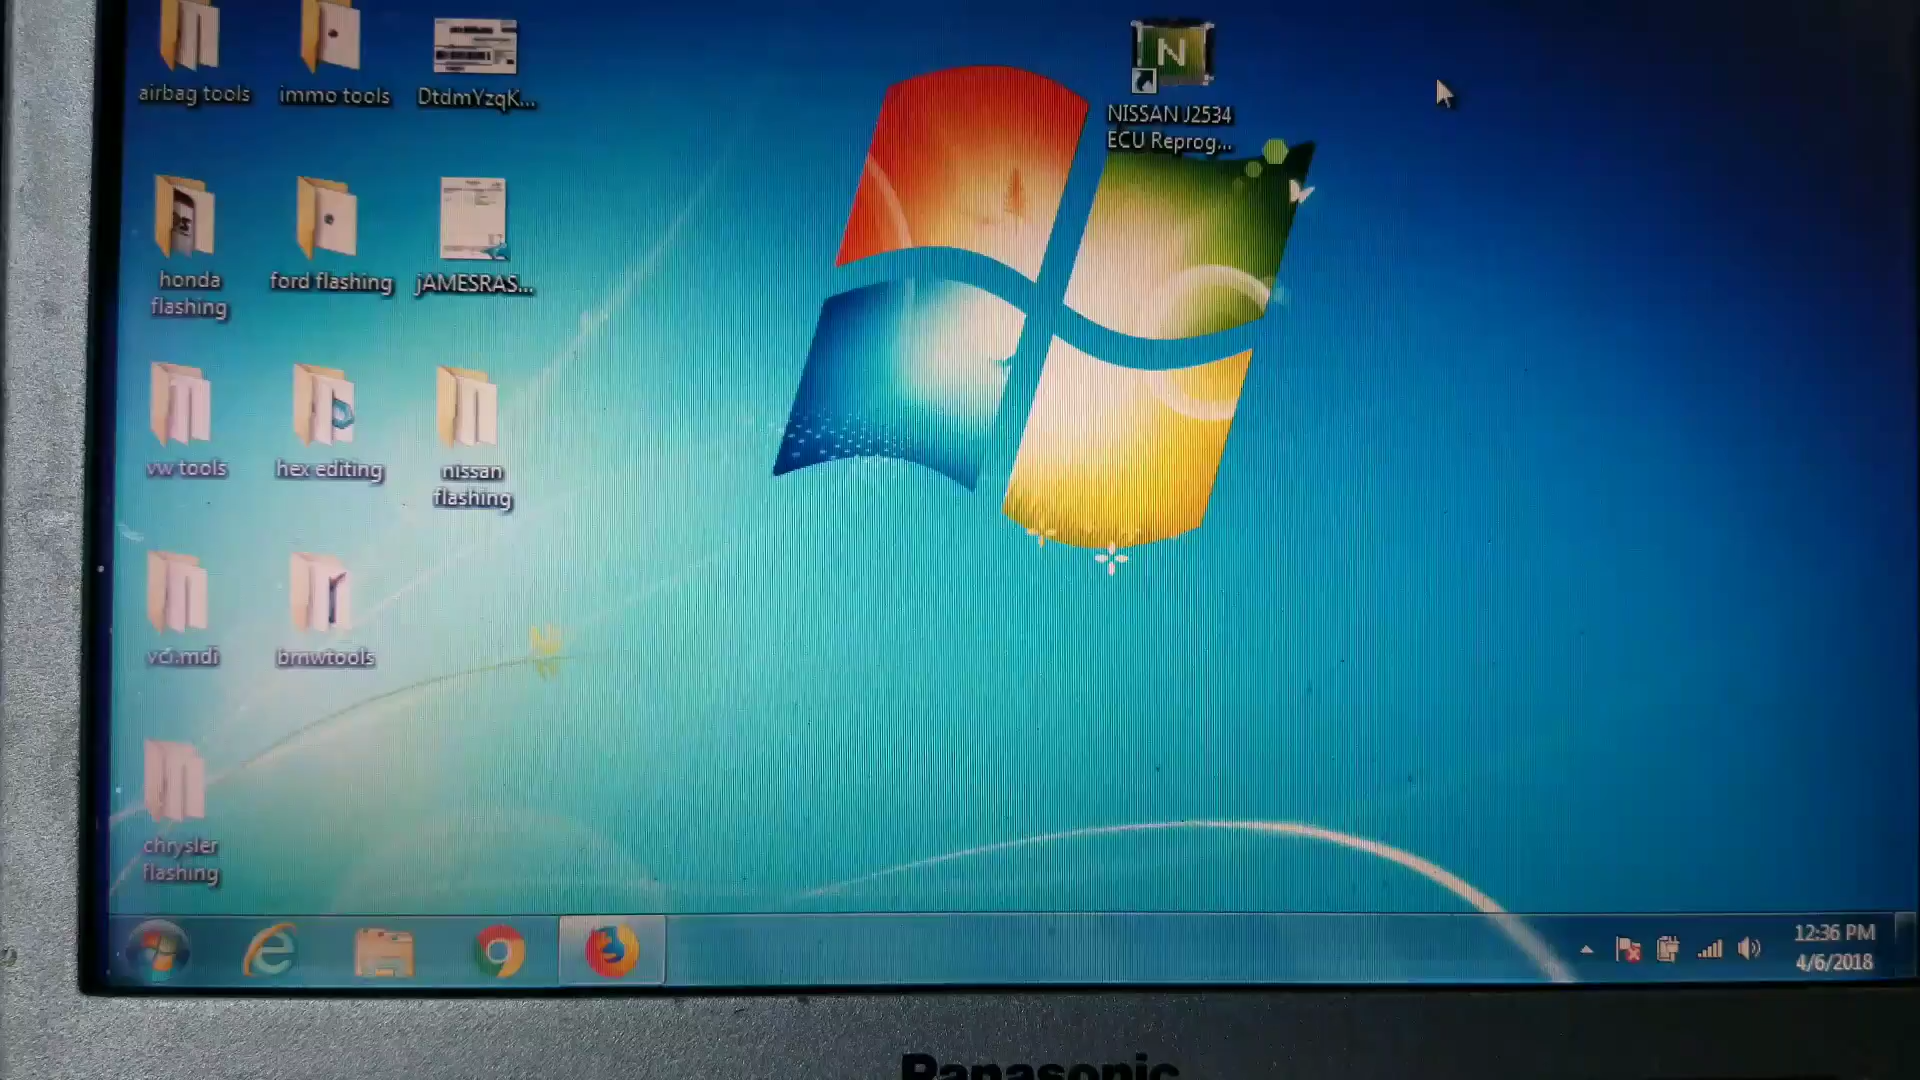 airbag tools
immo tools
DtdmYzqK...
NISSAN J2534
ECU Reprog...
honda
flashing
ford flashing
jAMESRAS...
vw tools
hex editing
nissan
flashing
vci.mdi
bmwtools
chrysler
flashing
N
12:36 PM
4/6/2018
Panasonic